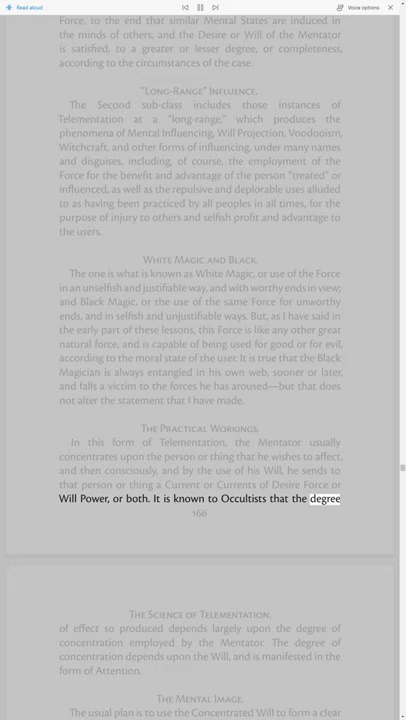 Read aloud
Voice options
Force, to the end that similar Mental States are induced in
the minds of others, and the Desire or Will of the Mentator
is satisfied, to a greater or lesser degree, or completeness,
according to the circumstances of the case.
“Long-Range” Influence.
The Second sub-class includes those instances of
Telementation at a “long-range,” which produces the
phenomena of Mental Influencing, Will Projection, Voodooism,
Witchcraft, and other forms of influencing, under many names
and disguises, including, of course, the employment of the
Force for the benefit and advantage of the person “treated” or
influenced, as well as the repulsive and deplorable uses alluded
to as having been practiced by all peoples in all times, for the
purpose of injury to others and selfish profit and advantage to
the users.
White Magic and Black.
The one is what is known as White Magic, or use of the Force
in an unselfish and justifiable way, and with worthy ends in view;
and Black Magic, or the use of the same Force for unworthy
ends, and in selfish and unjustifiable ways. But, as I have said in
the early part of these lessons, this Force is like any other great
natural force, and is capable of being used for good or for evil,
according to the moral state of the user. It is true that the Black
Magician is always entangled in his own web, sooner or later,
and falls a victim to the forces he has aroused—but that does
not alter the statement that I have made.
The Practical Workings.
In this form of Telementation, the Mentator usually
concentrates upon the person or thing that he wishes to affect,
and then consciously, and by the use of his Will, he sends to
that person or thing a Current or Currents of Desire Force or
Will Power, or both. It is known to Occultists that the degree
166
The Science of Telementation.
of effect so produced depends largely upon the degree of
concentration employed by the Mentator. The degree of
concentration depends upon the Will, and is manifested in the
form of Attention.
The Mental Image.
The usual plan is to use the Concentrated Will to form a clear